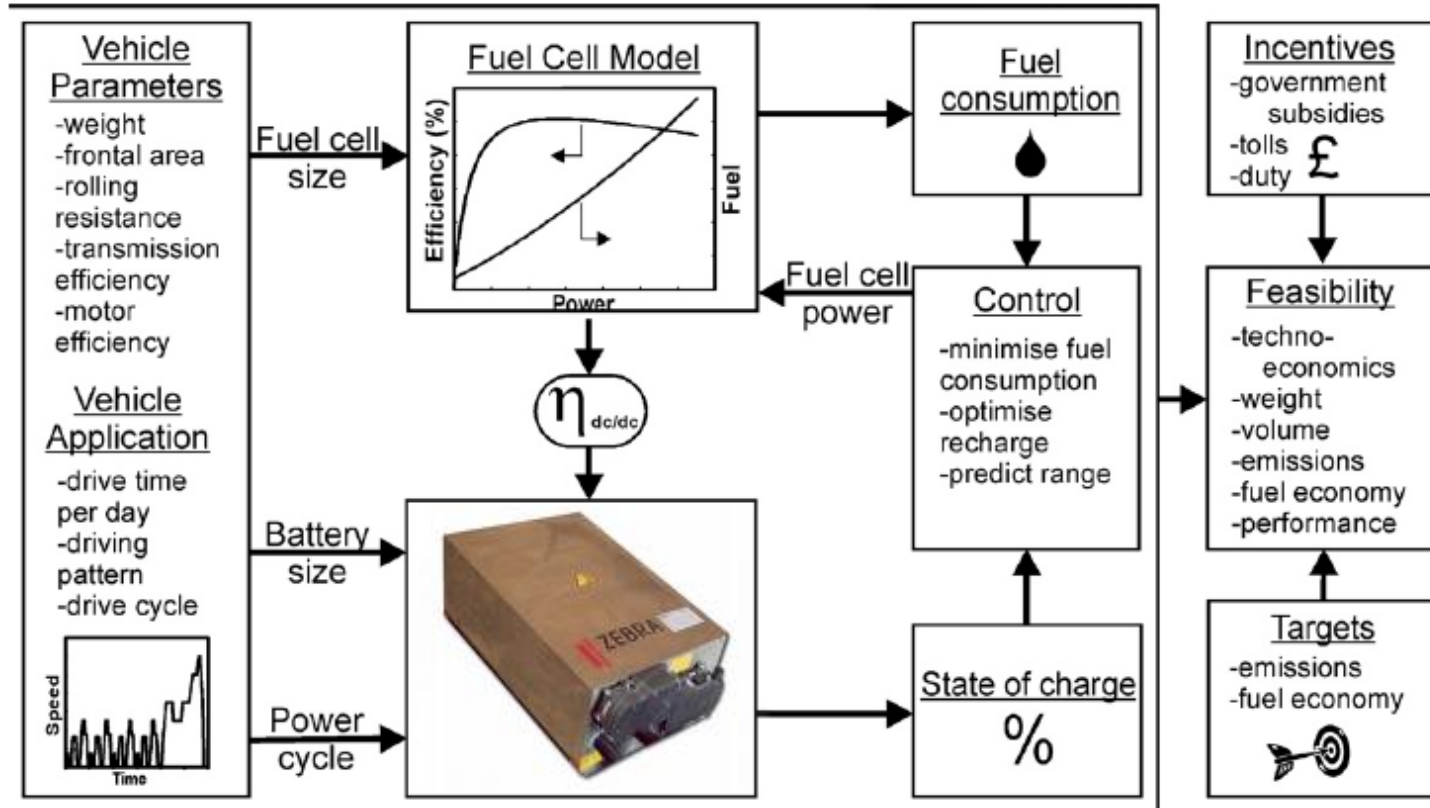 Vehicle
Parameters
-weight
-frontal area
-rolling
resistance
-transmission
efficiency
-motor
efficiency
Vehicle
Application
-drive time
per day
-driving
pattern
-drive cycle
Speed
Time
Fuel cell
size
Battery
size
Power
cycle
Fuel Cell Model
Efficiency (%)
Fuel
Power
η dc/dc
ZEBRA
Fuel
consumption
Fuel cell
power
Control
-minimise fuel
consumption
-optimise
recharge
-predict range
State of charge
%
Incentives
-government
subsidies
-tolls
-duty
£
Feasibility
-techno-
economics
-weight
-volume
-emissions
-fuel economy
-performance
Targets
-emissions
-fuel economy